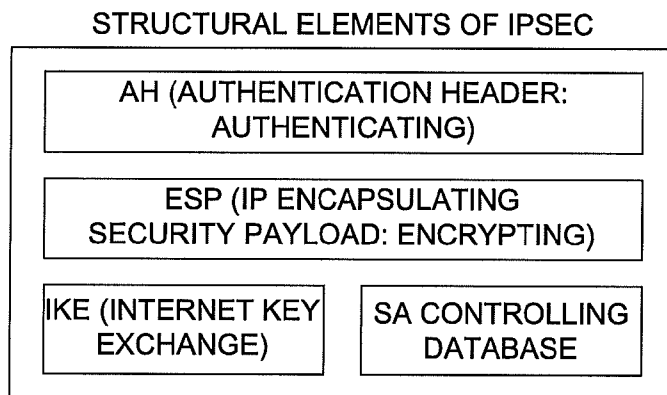 STRUCTURAL ELEMENTS OF IPSEC
AH (AUTHENTICATION HEADER:
AUTHENTICATING)
ESP (IP ENCAPSULATING
SECURITY PAYLOAD: ENCRYPTING)
IKE (INTERNET KEY
EXCHANGE)
SA CONTROLLING
DATABASE